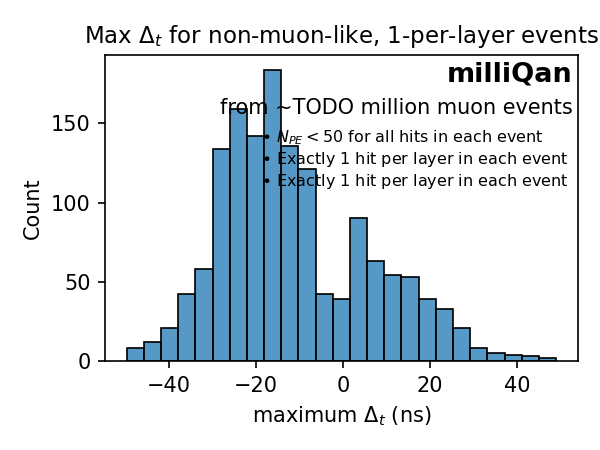 Max Δₜ for non-muon-like, 1-per-layer events
milliQan
from ~TODO million muon events
• N_PE < 50 for all hits in each event
• Exactly 1 hit per layer in each event
• Exactly 1 hit per layer in each event
Count
150
100
50
0
−40 −20 0 20 40
maximum Δₜ (ns)